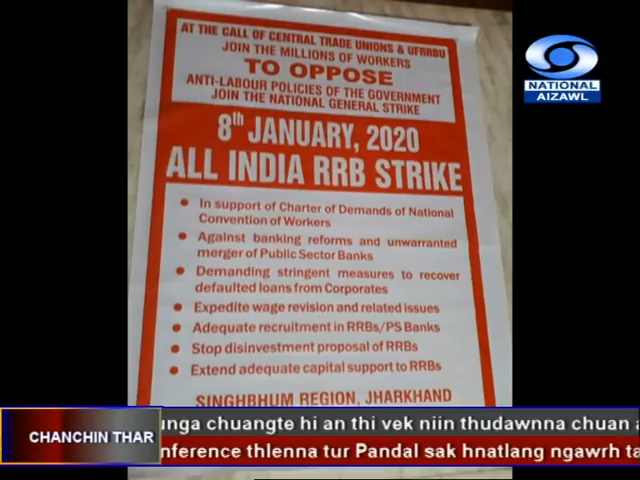 AT THE CALL OF CENTRAL TRADE UNIONS & UFRRBU
JOIN THE MILLIONS OF WORKERS
TO OPPOSE
ANTI-LABOUR POLICIES OF THE GOVERNMENT
JOIN THE NATIONAL GENERAL STRIKE
8th JANUARY, 2020
ALL INDIA RRB STRIKE
• In support of Charter of Demands of National
Convention of Workers
• Against banking reforms and unwarranted
merger of Public Sector Banks
• Demanding stringent measures to recover
defaulted loans from Corporates
• Expedite wage revision and related issues
• Adequate recruitment in RRBs/PS Banks
• Stop disinvestment proposal of RRBs
• Extend adequate capital support to RRBs
SINGHBHUM REGION, JHARKHAND
NATIONAL
AIZAWL
CHANCHIN THAR
unga chuangte hi an thi vek niin thudawnna chuan a
nference thlenna tur Pandal sak hnatlang ngawrh ta